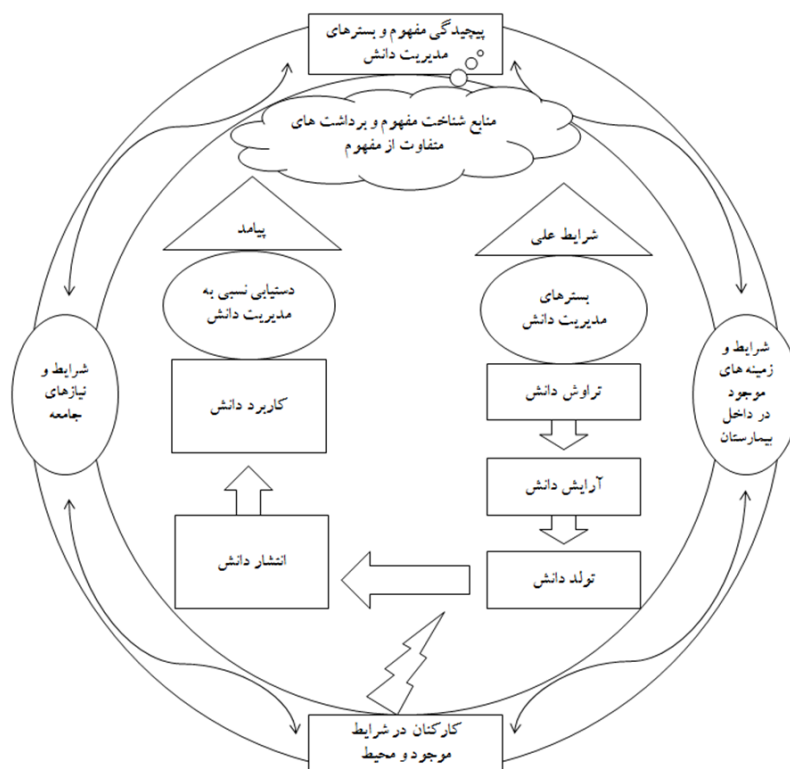 پیچیدگی مفهوم و بسترهای
مدیریت دانش
منابع شناخت مفهوم و برداشت های
متفاوت از مفهوم
شرایط علی
پیامد
بسترهای
مدیریت دانش
دستیابی نسبی به
مدیریت دانش
شرایط و
زمینه های
موجود
در داخل
بیمارستان
تراوش دانش
کاربرد دانش
شرایط و
نیازهای
جامعه
آرایش دانش
تولد دانش
انتشار دانش
کارکنان در شرایط
موجود و محیط